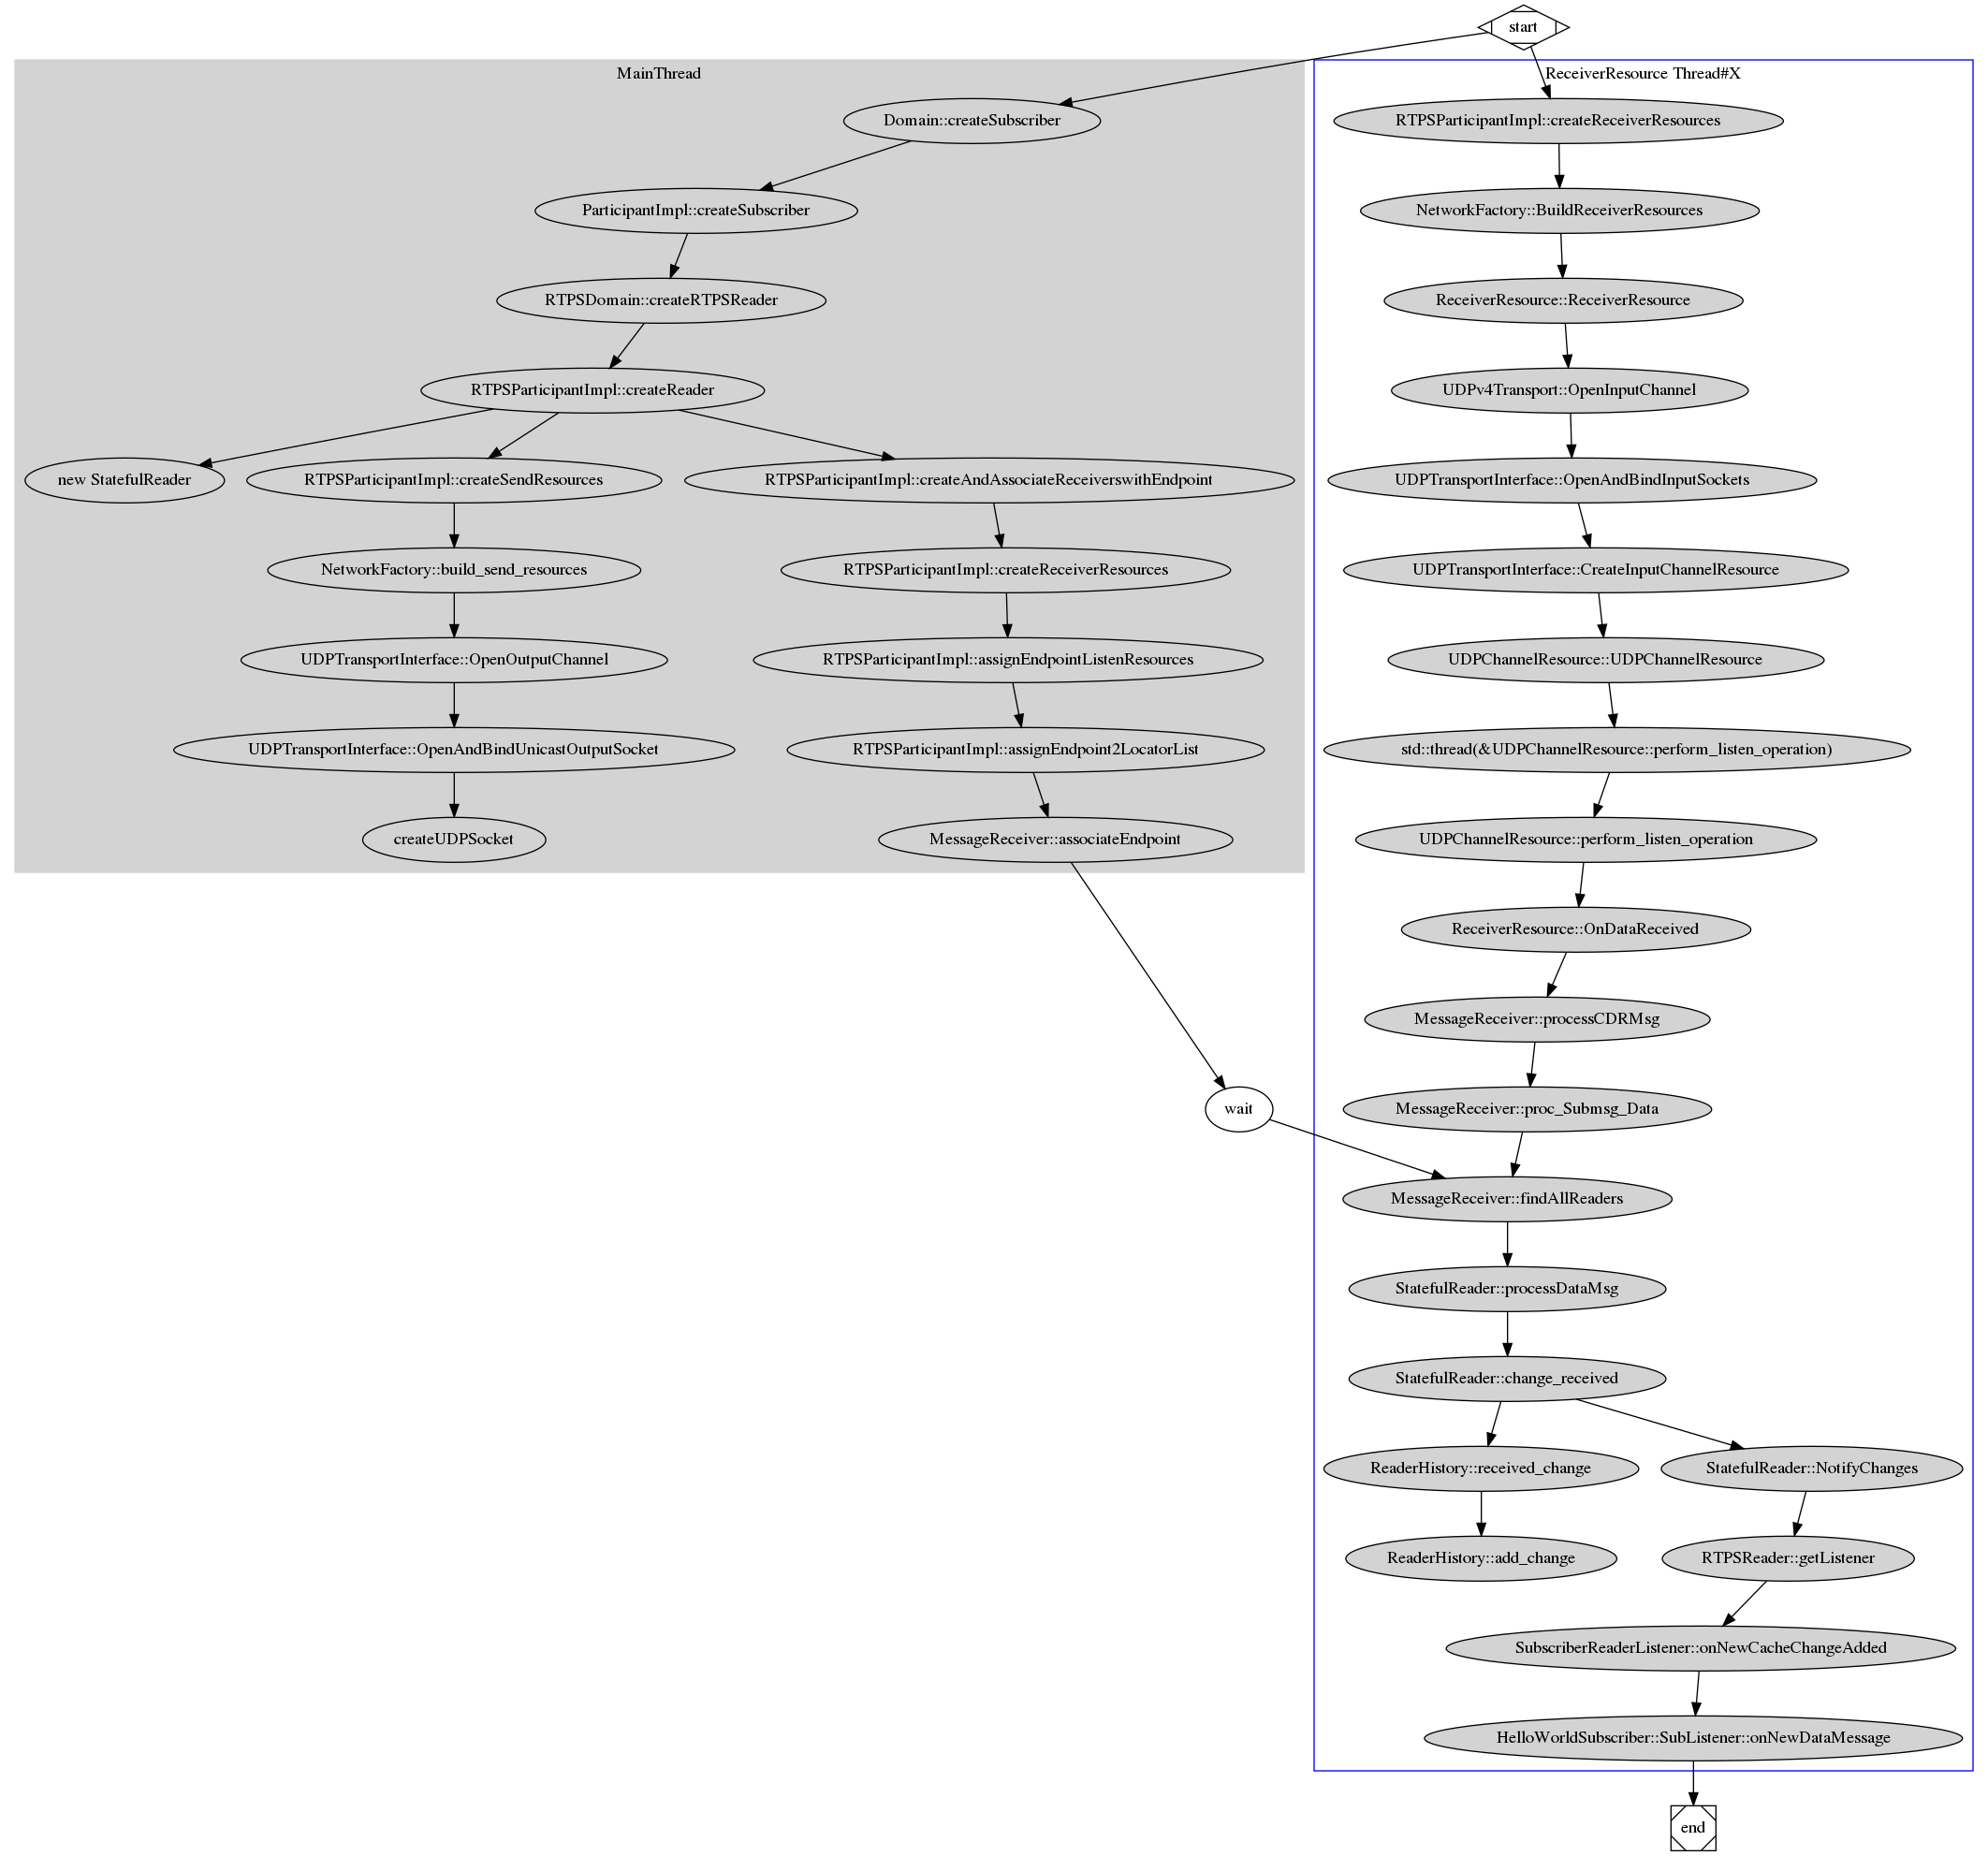 start
MainThread
Domain::createSubscriber
ParticipantImpl::createSubscriber
RTPSDomain::createRTPSReader
RTPSParticipantImpl::createReader
new StatefulReader
RTPSParticipantImpl::createSendResources
RTPSParticipantImpl::createAndAssociateReceiverswithEndpoint
NetworkFactory::build_send_resources
RTPSParticipantImpl::createReceiverResources
UDPTransportInterface::OpenOutputChannel
RTPSParticipantImpl::assignEndpointListenResources
UDPTransportInterface::OpenAndBindUnicastOutputSocket
RTPSParticipantImpl::assignEndpoint2LocatorList
createUDPSocket
MessageReceiver::associateEndpoint
wait
ReceiverResource Thread#X
RTPSParticipantImpl::createReceiverResources
NetworkFactory::BuildReceiverResources
ReceiverResource::ReceiverResource
UDPv4Transport::OpenInputChannel
UDPTransportInterface::OpenAndBindInputSockets
UDPTransportInterface::CreateInputChannelResource
UDPChannelResource::UDPChannelResource
std::thread(&UDPChannelResource::perform_listen_operation)
UDPChannelResource::perform_listen_operation
ReceiverResource::OnDataReceived
MessageReceiver::processCDRMsg
MessageReceiver::proc_Submsg_Data
MessageReceiver::findAllReaders
StatefulReader::processDataMsg
StatefulReader::change_received
ReaderHistory::received_change
StatefulReader::NotifyChanges
ReaderHistory::add_change
RTPSReader::getListener
SubscriberReaderListener::onNewCacheChangeAdded
HelloWorldSubscriber::SubListener::onNewDataMessage
end